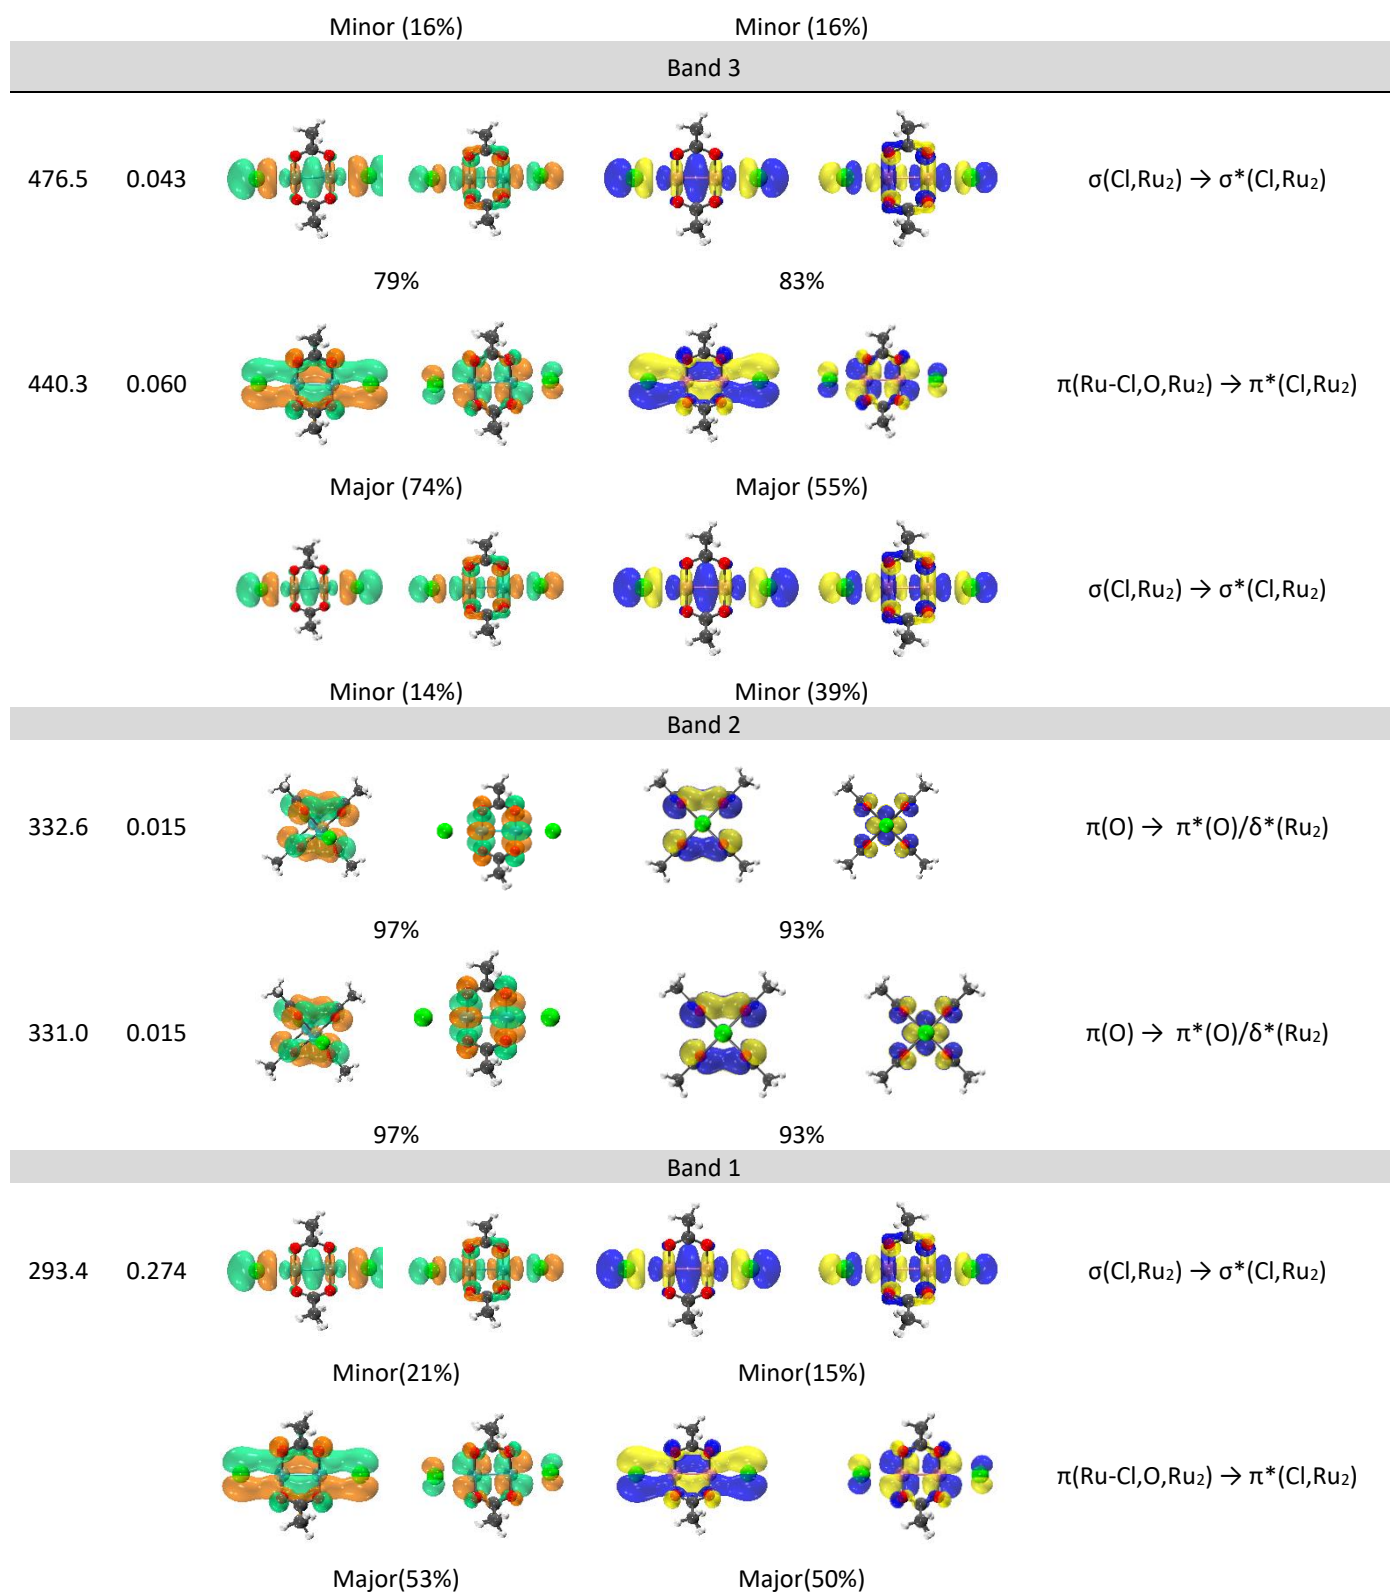 Minor (16%) Minor (16%)
Band 3
476.5 0.043 σ(Cl,Ru₂) → σ*(Cl,Ru₂)
79% 83%
440.3 0.060 π(Ru-Cl,O,Ru₂) → π*(Cl,Ru₂)
Major (74%) Major (55%)
σ(Cl,Ru₂) → σ*(Cl,Ru₂)
Minor (14%) Minor (39%)
Band 2
332.6 0.015 π(O) → π*(O)/δ*(Ru₂)
97% 93%
331.0 0.015 π(O) → π*(O)/δ*(Ru₂)
97% 93%
Band 1
293.4 0.274 σ(Cl,Ru₂) → σ*(Cl,Ru₂)
Minor(21%) Minor(15%)
π(Ru-Cl,O,Ru₂) → π*(Cl,Ru₂)
Major(53%) Major(50%)